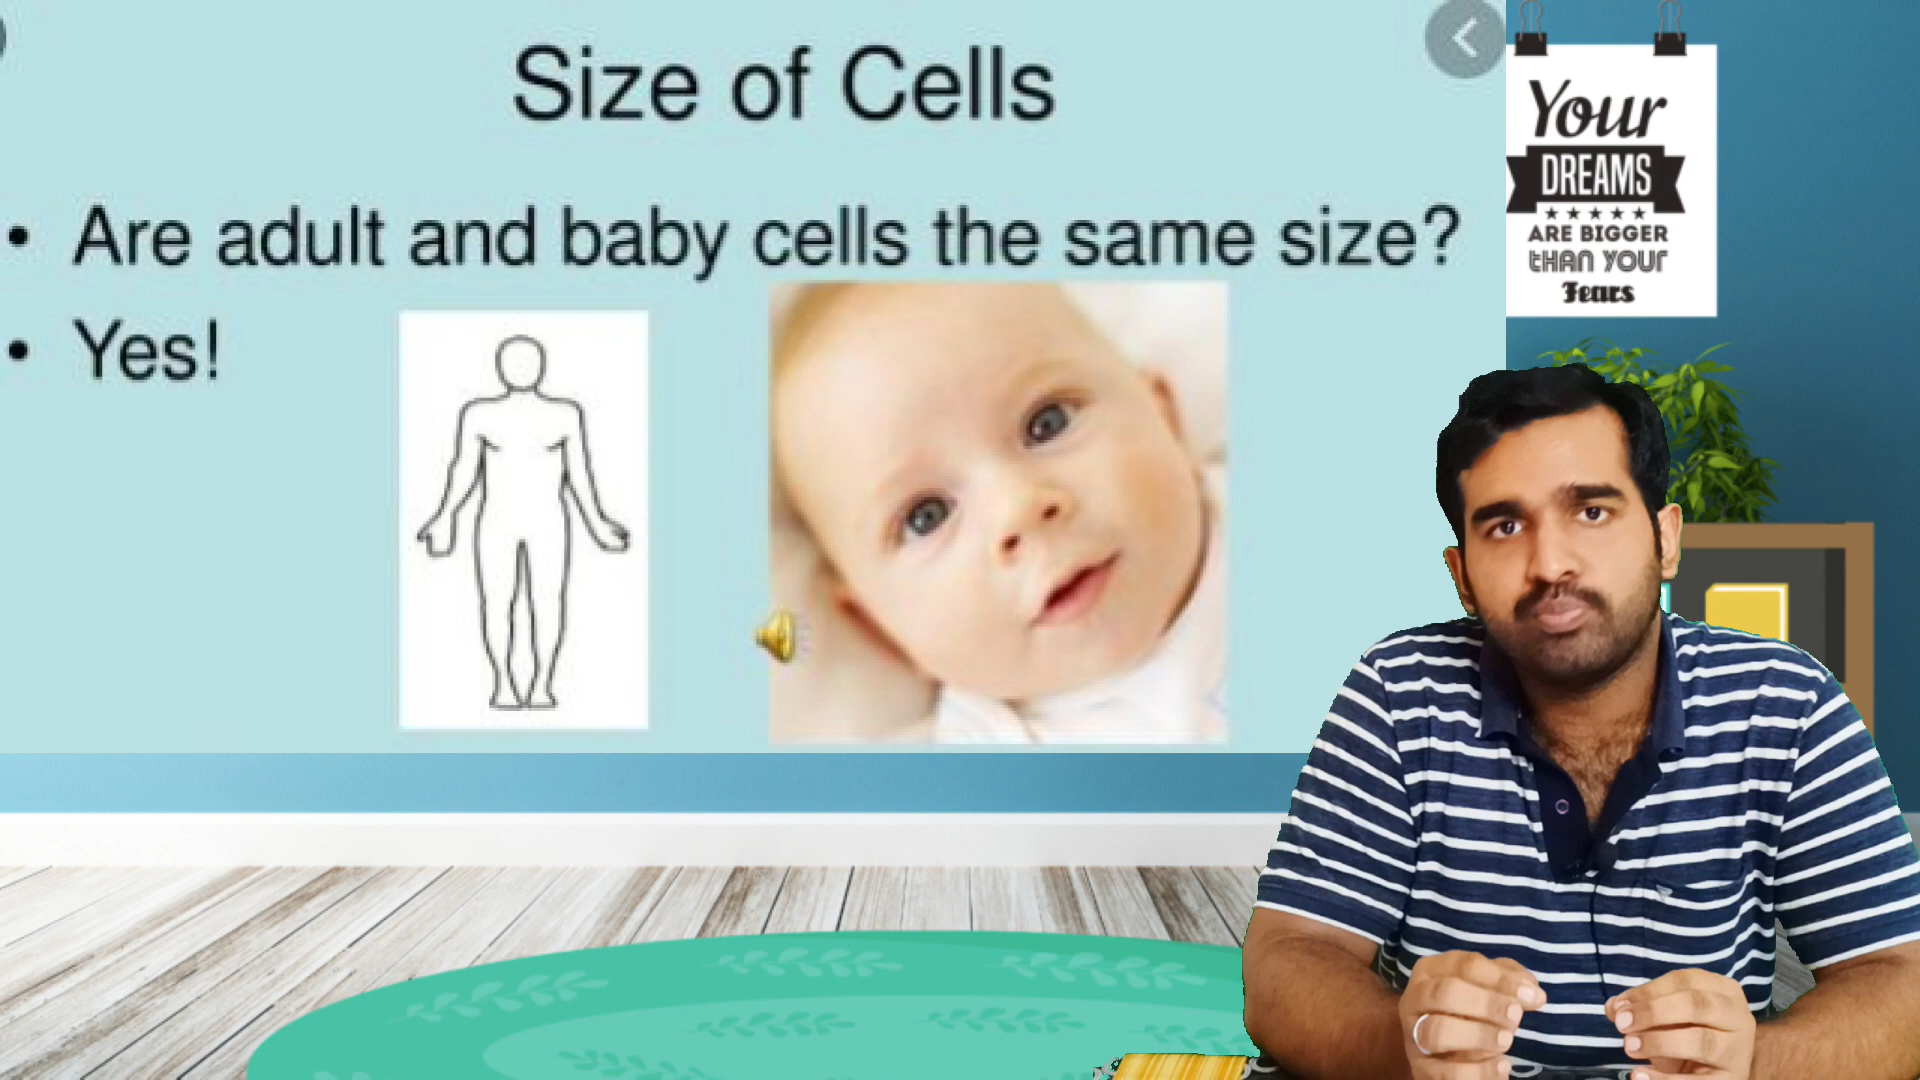 Size of Cells
• Are adult and baby cells the same size?
• Yes!
Your
DREAMS
ARE BIGGER
THAN YOUR
Fears